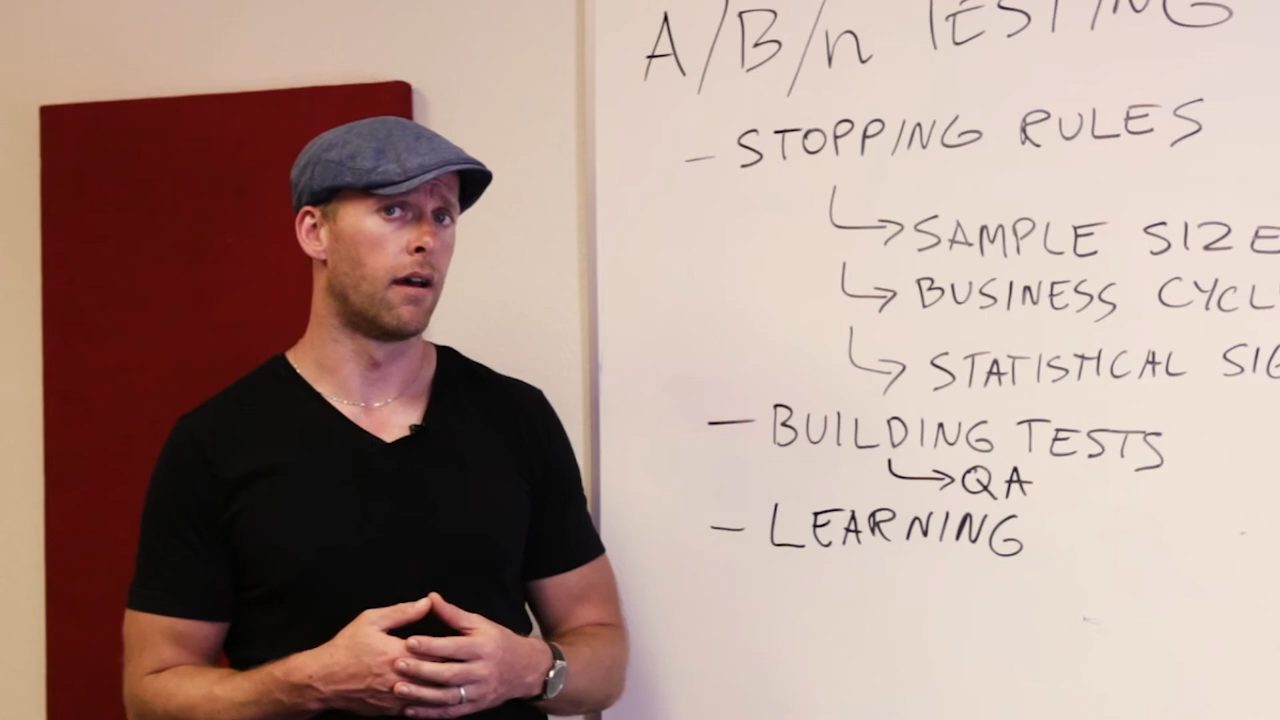 A/B/n TESTING
- STOPPING RULES
↳ SAMPLE SIZE
↳ BUSINESS CYCL
↳ STATISTICAL SIG
- BUILDING TESTS
↳ QA
- LEARNING